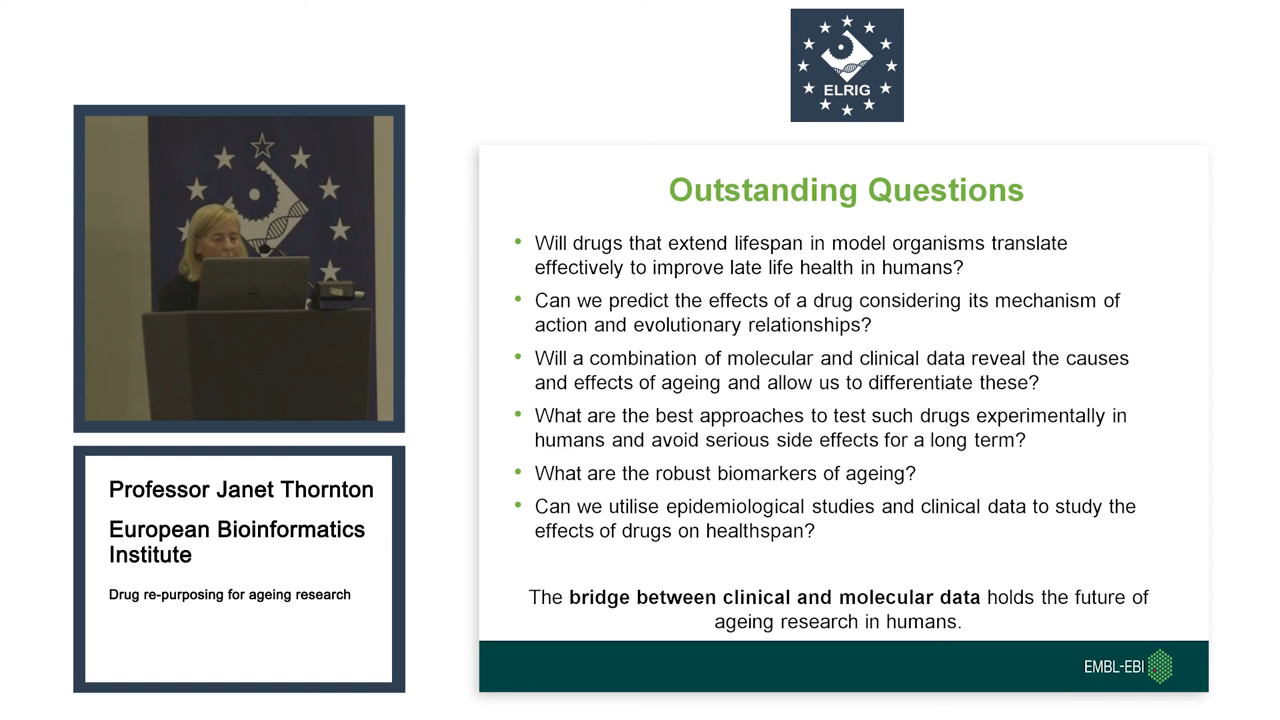 ELRIG
Professor Janet Thornton
European Bioinformatics
Institute
Drug re-purposing for ageing research
Outstanding Questions
• Will drugs that extend lifespan in model organisms translate
effectively to improve late life health in humans?
• Can we predict the effects of a drug considering its mechanism of
action and evolutionary relationships?
• Will a combination of molecular and clinical data reveal the causes
and effects of ageing and allow us to differentiate these?
• What are the best approaches to test such drugs experimentally in
humans and avoid serious side effects for a long term?
• What are the robust biomarkers of ageing?
• Can we utilise epidemiological studies and clinical data to study the
effects of drugs on healthspan?
The bridge between clinical and molecular data holds the future of
ageing research in humans.
EMBL-EBI